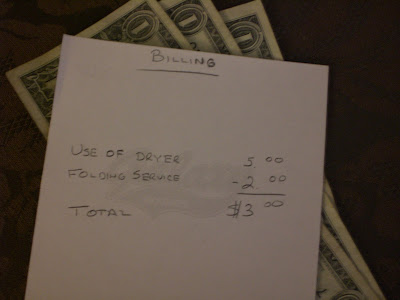 BILLING
USE OF DRYER 5.00
FOLDING SERVICE -2.00
TOTAL $3.00